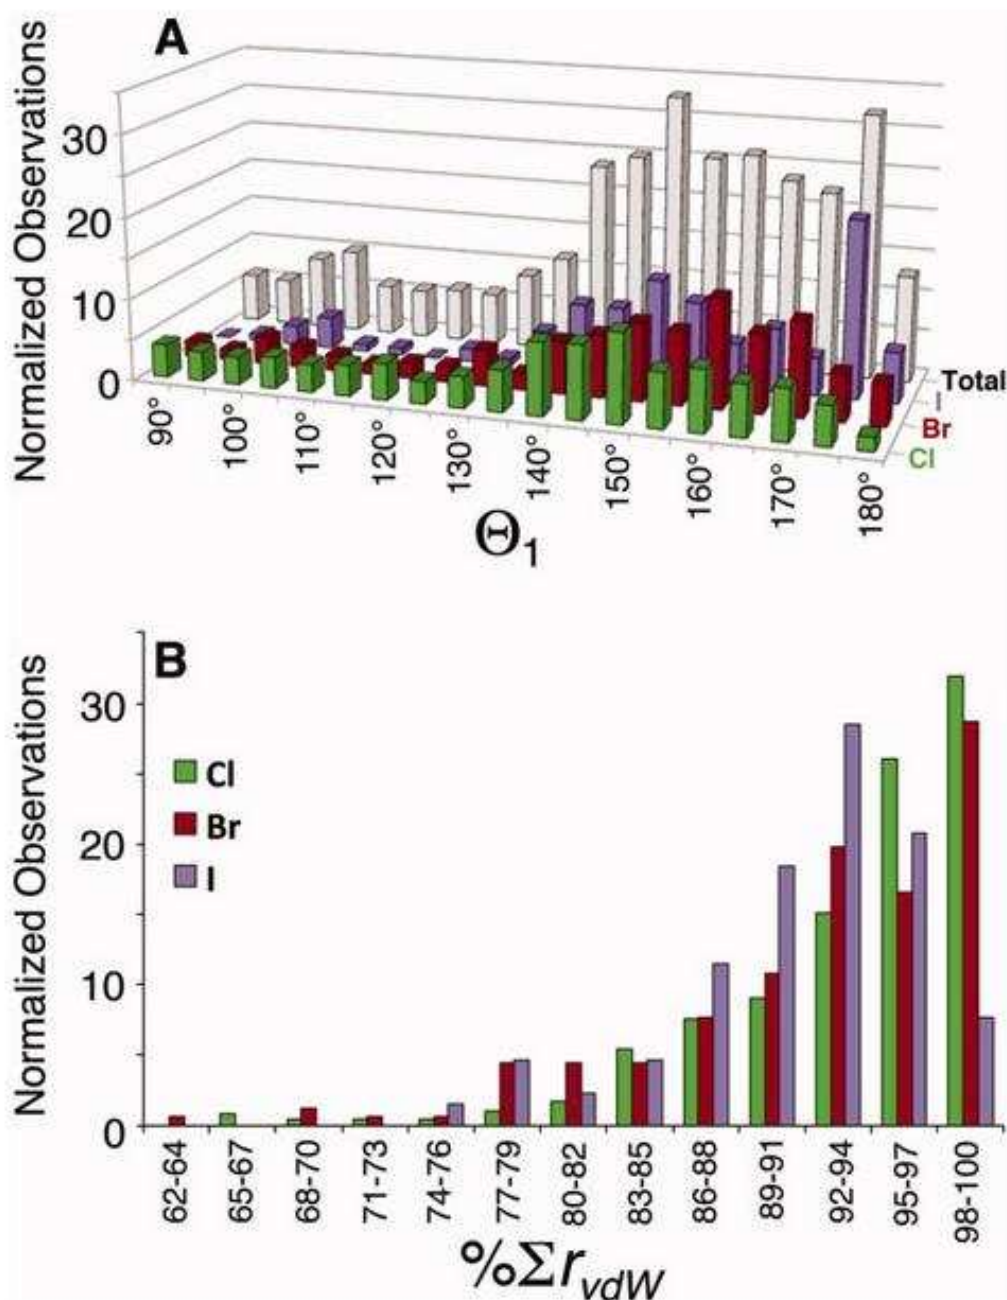 A
Normalized Observations
30
20
10
0
90°
100°
110°
120°
130°
140°
150°
160°
170°
180°
Total
I
Br
Cl
Θ1
B
Normalized Observations
30
20
10
0
Cl
Br
I
62-64
65-67
68-70
71-73
74-76
77-79
80-82
83-85
86-88
89-91
92-94
95-97
98-100
%ΣrvdW